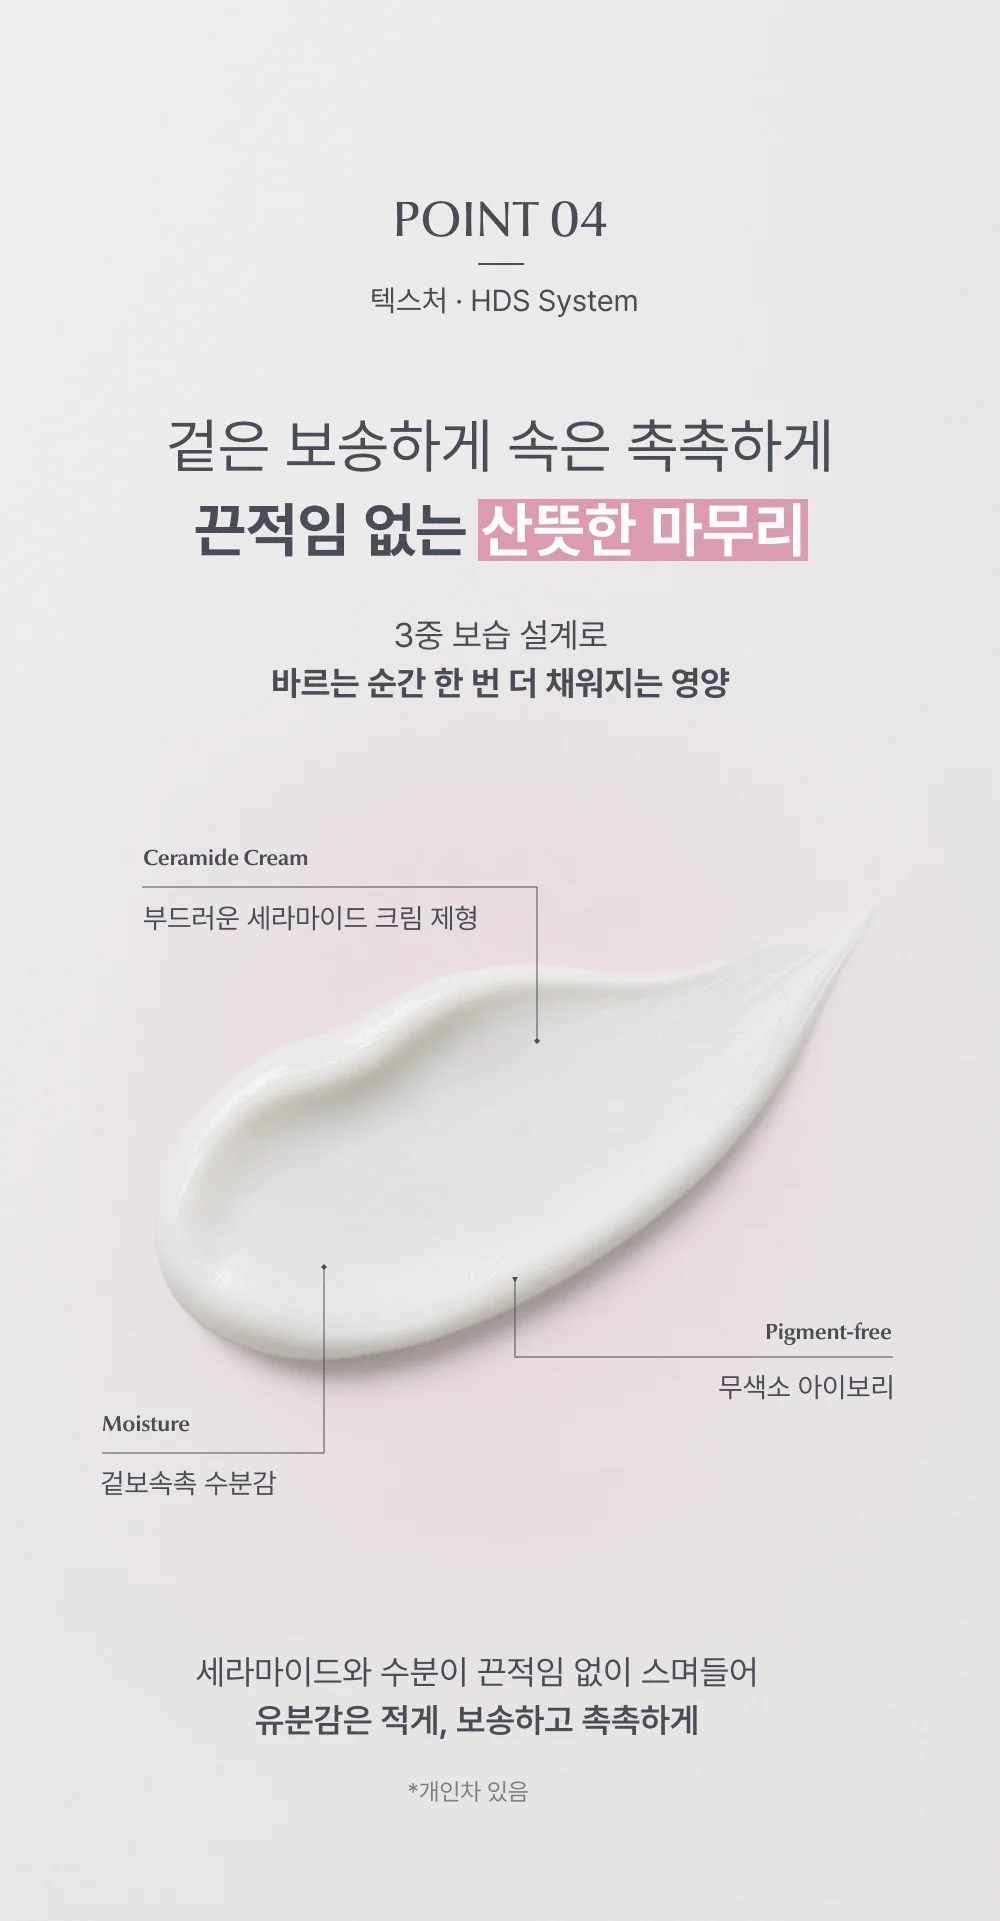 POINT 04
텍스처 · HDS System
겉은 보송하게 속은 촉촉하게
끈적임 없는 산뜻한 마무리
3중 보습 설계로
바르는 순간 한 번 더 채워지는 영양
Ceramide Cream
부드러운 세라마이드 크림 제형
Pigment-free
무색소 아이보리
Moisture
겉보속촉 수분감
세라마이드와 수분이 끈적임 없이 스며들어
유분감은 적게, 보송하고 촉촉하게
*개인차 있음